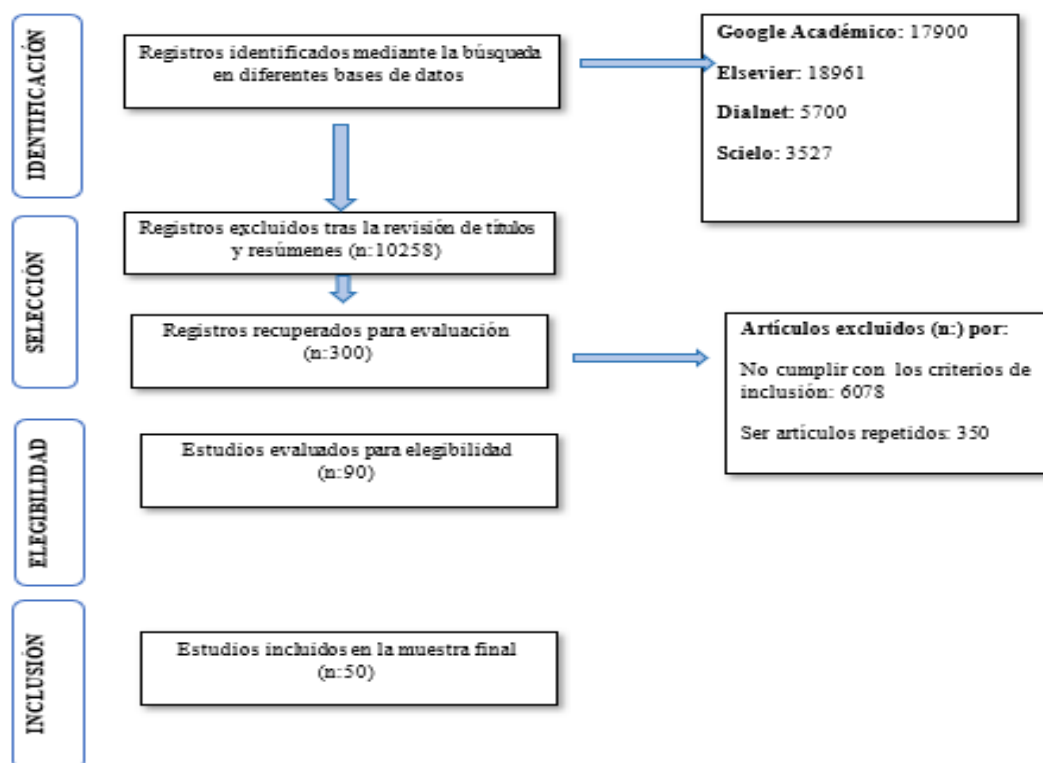 IDENTIFICACIÓN
Registros identificados mediante la búsqueda
en diferentes bases de datos
Google Académico: 17900
Elsevier: 18961
Dialnet: 5700
Scielo: 3527
SELECCIÓN
Registros excluidos tras la revisión de títulos
y resúmenes (n:10258)
Registros recuperados para evaluación
(n:300)
Artículos excluidos (n:) por:
No cumplir con los criterios de
inclusión: 6078
Ser artículos repetidos: 350
ELEGIBILIDAD
Estudios evaluados para elegibilidad
(n:90)
INCLUSIÓN
Estudios incluidos en la muestra final
(n:50)